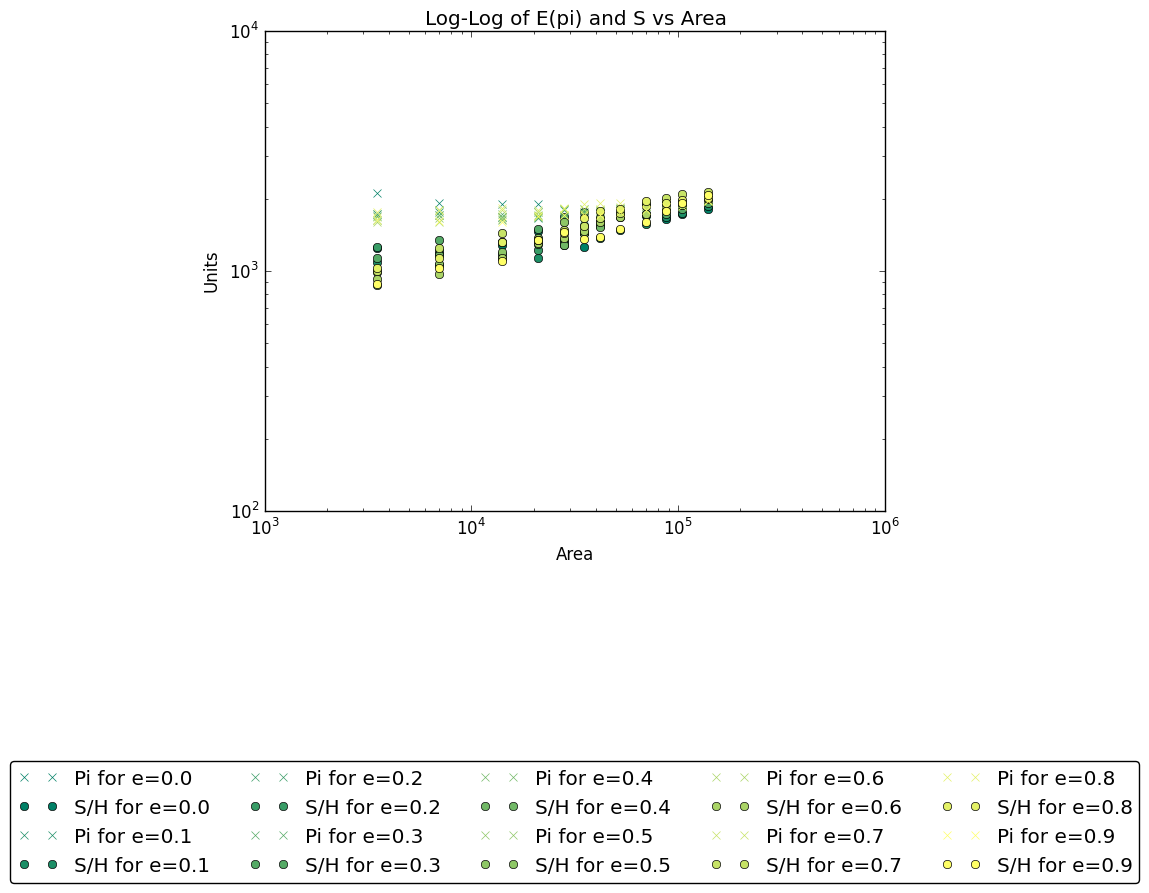 Log-Log of E(pi) and S vs Area
10^4
10^3
10^2
Units
10^3 10^4 10^5 10^6
Area
Pi for e=0.0 Pi for e=0.2 Pi for e=0.4 Pi for e=0.6 Pi for e=0.8
S/H for e=0.0 S/H for e=0.2 S/H for e=0.4 S/H for e=0.6 S/H for e=0.8
Pi for e=0.1 Pi for e=0.3 Pi for e=0.5 Pi for e=0.7 Pi for e=0.9
S/H for e=0.1 S/H for e=0.3 S/H for e=0.5 S/H for e=0.7 S/H for e=0.9